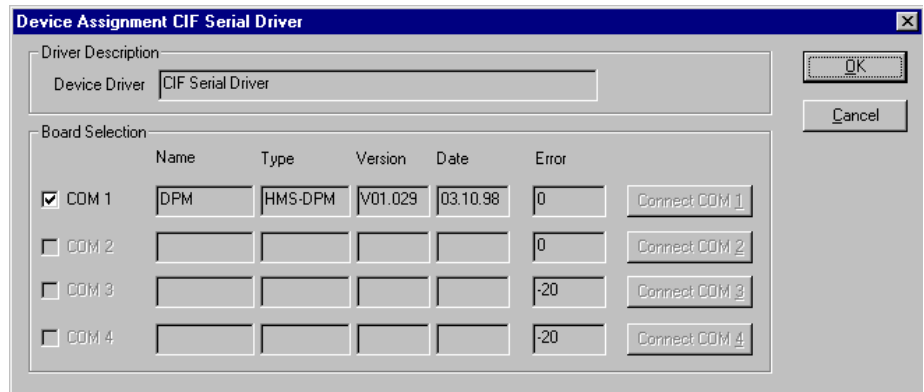 Device Assignment CIF Serial Driver
Driver Description
Device Driver CIF Serial Driver
OK
Cancel
Board Selection
Name Type Version Date Error
COM 1 DPM HMS-DPM V01.029 03.10.98 0 Connect COM 1
COM 2 0 Connect COM 2
COM 3 -20 Connect COM 3
COM 4 -20 Connect COM 4